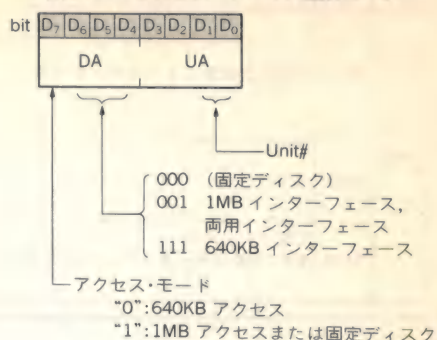 bit D₇ D₆ D₅ D₄ D₃ D₂ D₁ D₀
DA UA
Unit#
000 (固定ディスク)
001 1MB インターフェース,
両用インターフェース
111 640KB インターフェース
アクセス・モード
"0":640KB アクセス
"1":1MB アクセスまたは固定ディスク